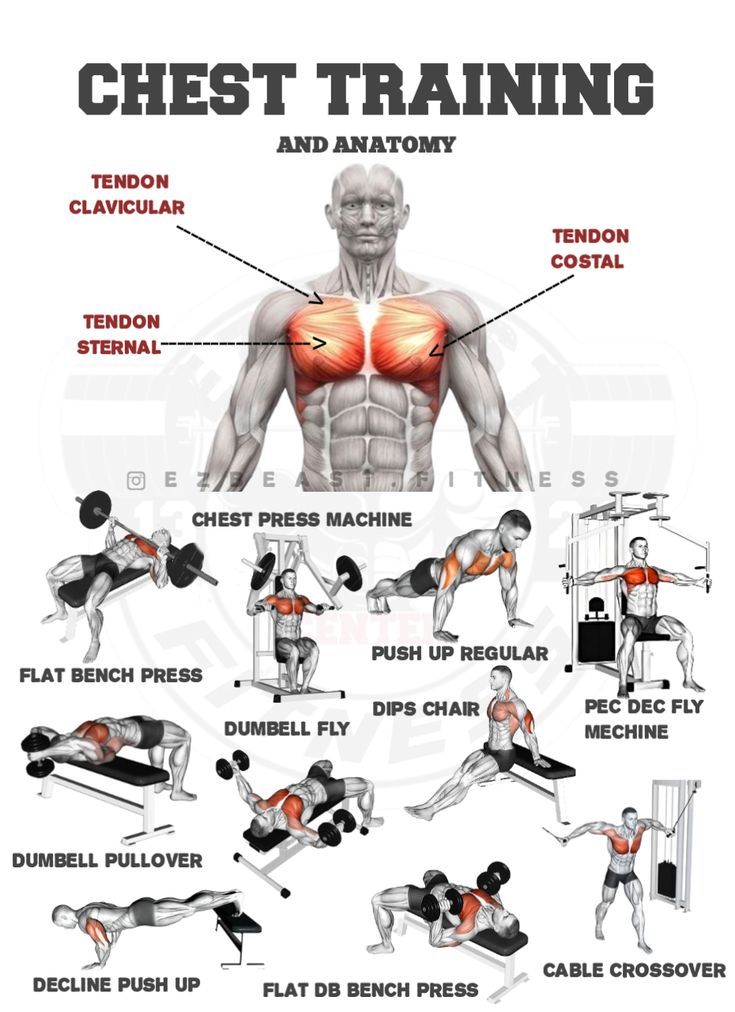 CHEST TRAINING
AND ANATOMY
TENDON
CLAVICULAR
TENDON
COSTAL
TENDON
STERNAL
EZBEAST.FITNESS
CHEST PRESS MACHINE
FLAT BENCH PRESS
PUSH UP REGULAR
DIPS CHAIR
PEC DEC FLY
MECHINE
DUMBELL FLY
DUMBELL PULLOVER
DECLINE PUSH UP
FLAT DB BENCH PRESS
CABLE CROSSOVER
CENTER
FITNESS